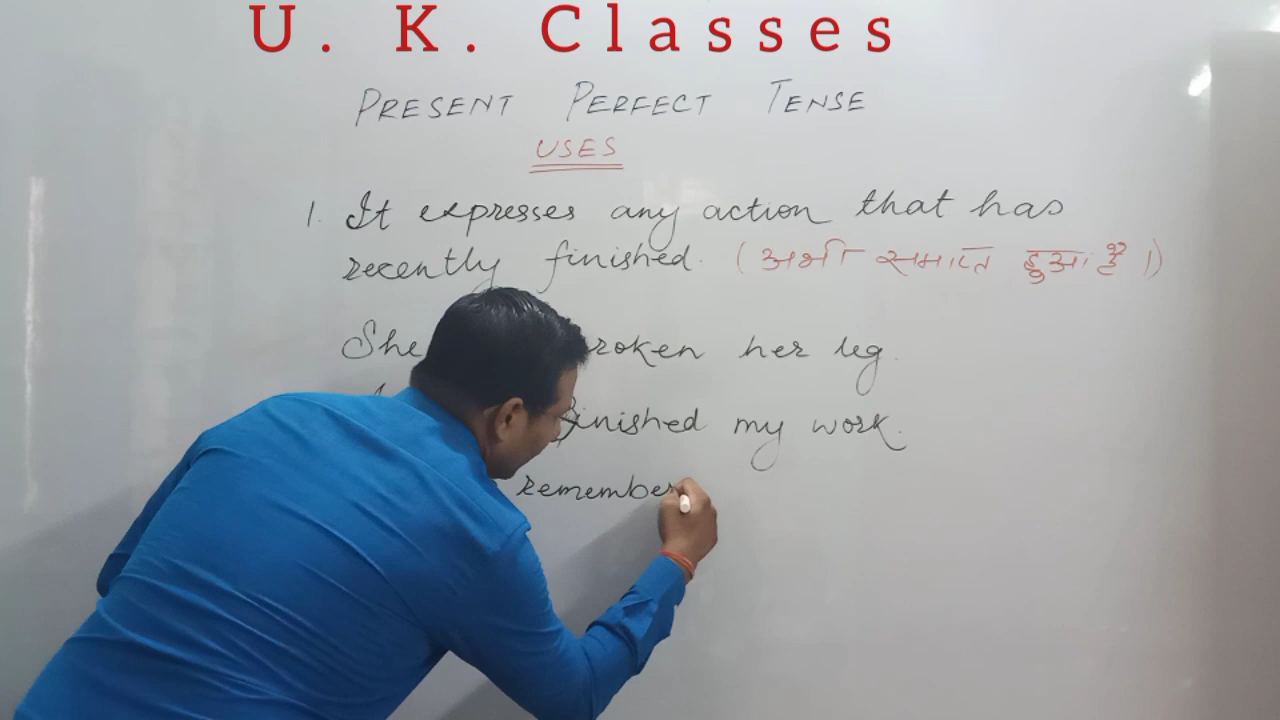 U. K. Classes
PRESENT PERFECT TENSE
USES
1. It expresses any action that has
recently finished. (अभी समाप्त हुआ है।)
She roken her leg.
finished my work.
remember